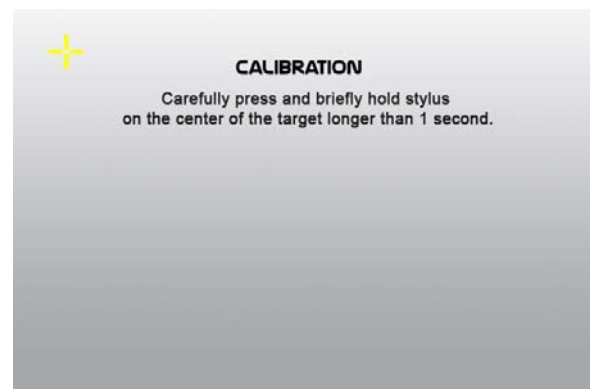 CALIBRATION
Carefully press and briefly hold stylus
on the center of the target longer than 1 second.